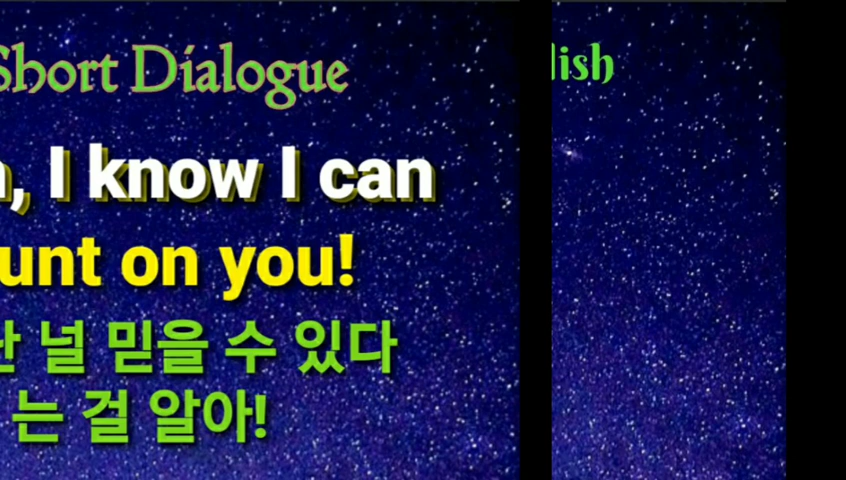 Short Dialogue
lish
, I know I can
unt on you!
난 널 믿을 수 있다
는 걸 알아!